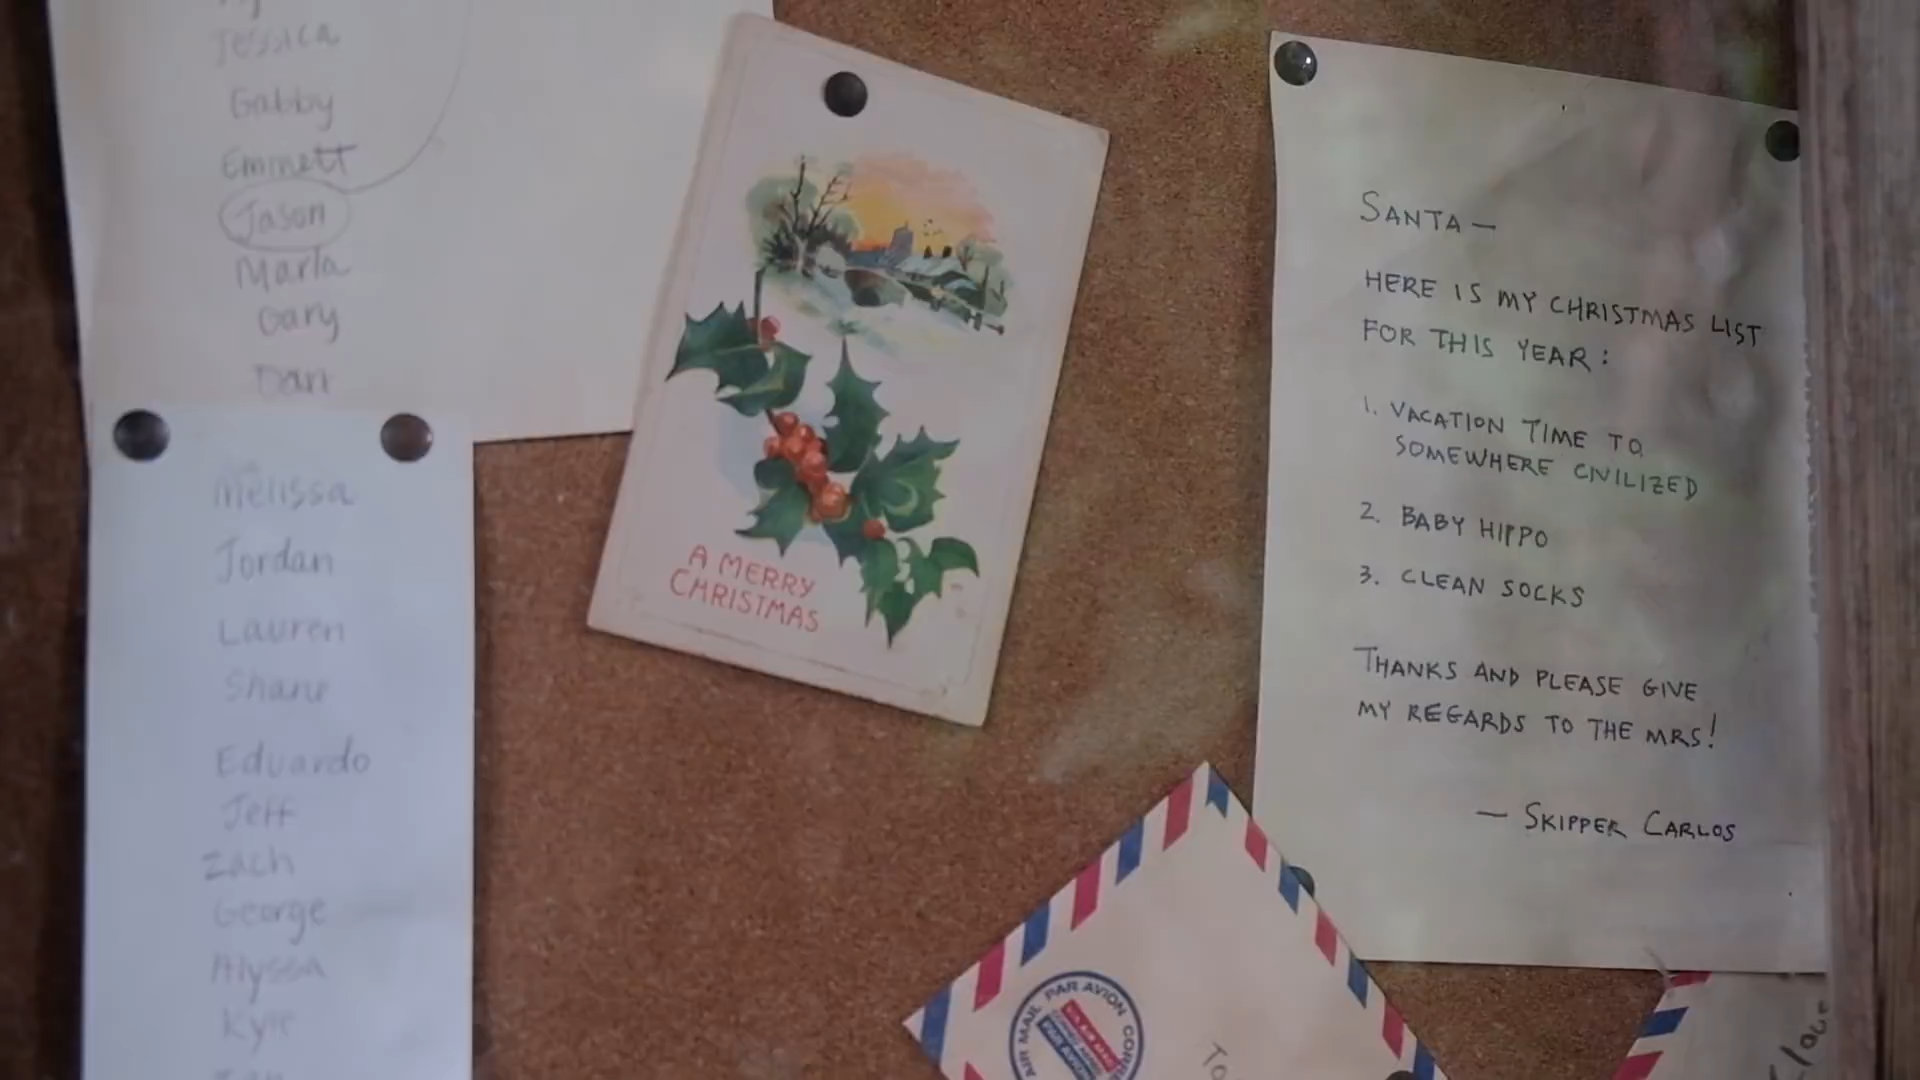 Jessica
Gabby
Emmett
Jason
Marla
Gary
Dan
Melissa
Jordan
Lauren
Shane
Eduardo
Jeff
Zach
George
Alyssa
Kyle
A MERRY
CHRISTMAS
SANTA —
HERE IS MY CHRISTMAS LIST
FOR THIS YEAR:
1. VACATION TIME TO
SOMEWHERE CIVILIZED
2. BABY HIPPO
3. CLEAN SOCKS
THANKS AND PLEASE GIVE
MY REGARDS TO THE MRS!
— SKIPPER CARLOS
AIR MAIL PAR AVION
To